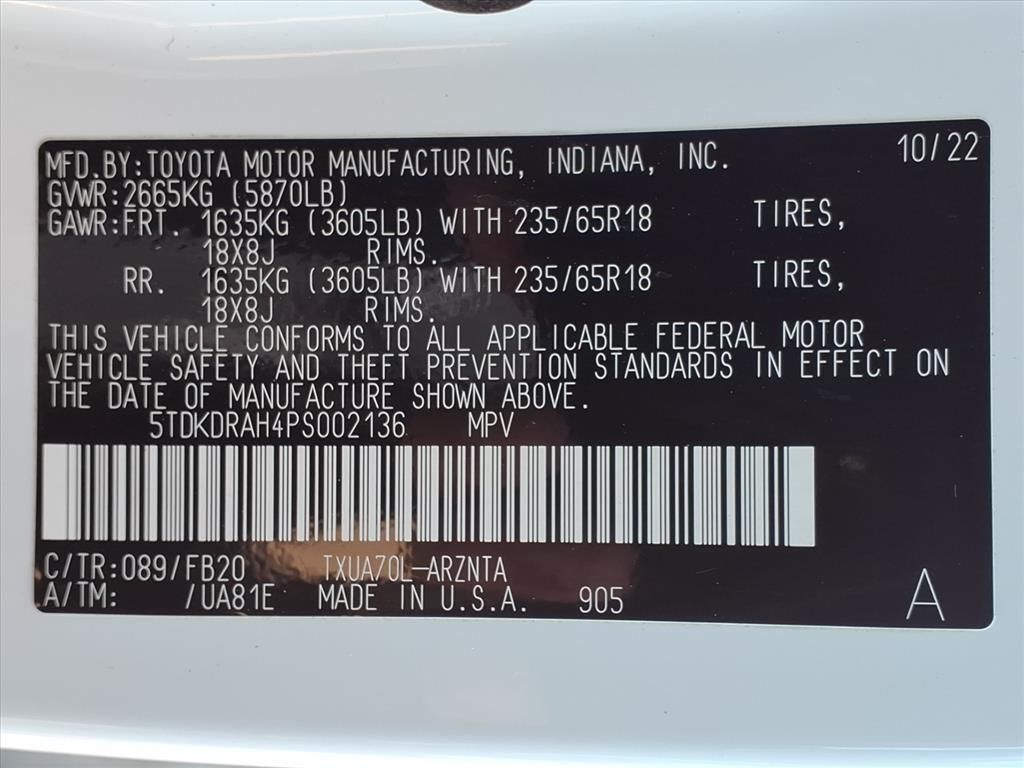 MFD.BY:TOYOTA MOTOR MANUFACTURING, INDIANA, INC. 10/22
GVWR:2665KG (5870LB)
GAWR:FRT. 1635KG (3605LB) WITH 235/65R18 TIRES,
18X8J RIMS.
RR. 1635KG (3605LB) WITH 235/65R18 TIRES,
18X8J RIMS.
THIS VEHICLE CONFORMS TO ALL APPLICABLE FEDERAL MOTOR
VEHICLE SAFETY AND THEFT PREVENTION STANDARDS IN EFFECT ON
THE DATE OF MANUFACTURE SHOWN ABOVE.
5TDKDRAH4PS002136 MPV
C/TR:089/FB20 TXUA70L-ARZNTA
A/TM: /UA81E MADE IN U.S.A. 905 A